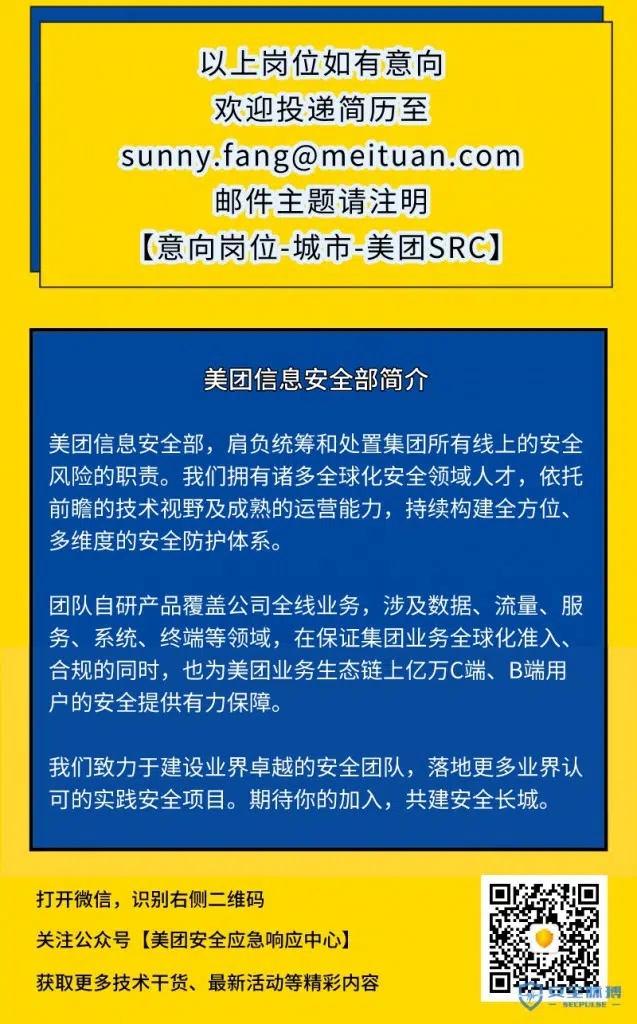 以上岗位如有意向
欢迎投递简历至
sunny.fang@meituan.com
邮件主题请注明
【意向岗位-城市-美团SRC】
美团信息安全部简介
美团信息安全部，肩负统筹和处置集团所有线上的安全
风险的职责。我们拥有诸多全球化安全领域人才，依托
前瞻的技术视野及成熟的运营能力，持续构建全方位、
多维度的安全防护体系。
团队自研产品覆盖公司全线业务，涉及数据、流量、服
务、系统、终端等领域，在保证集团业务全球化准入、
合规的同时，也为美团业务生态链上亿万C端、B端用
户的安全提供有力保障。
我们致力于建设业界卓越的安全团队，落地更多业界认
可的实践安全项目。期待你的加入，共建安全长城。
打开微信，识别右侧二维码
关注公众号【美团安全应急响应中心】
获取更多技术干货、最新活动等精彩内容
安全脉搏
SECPULSE